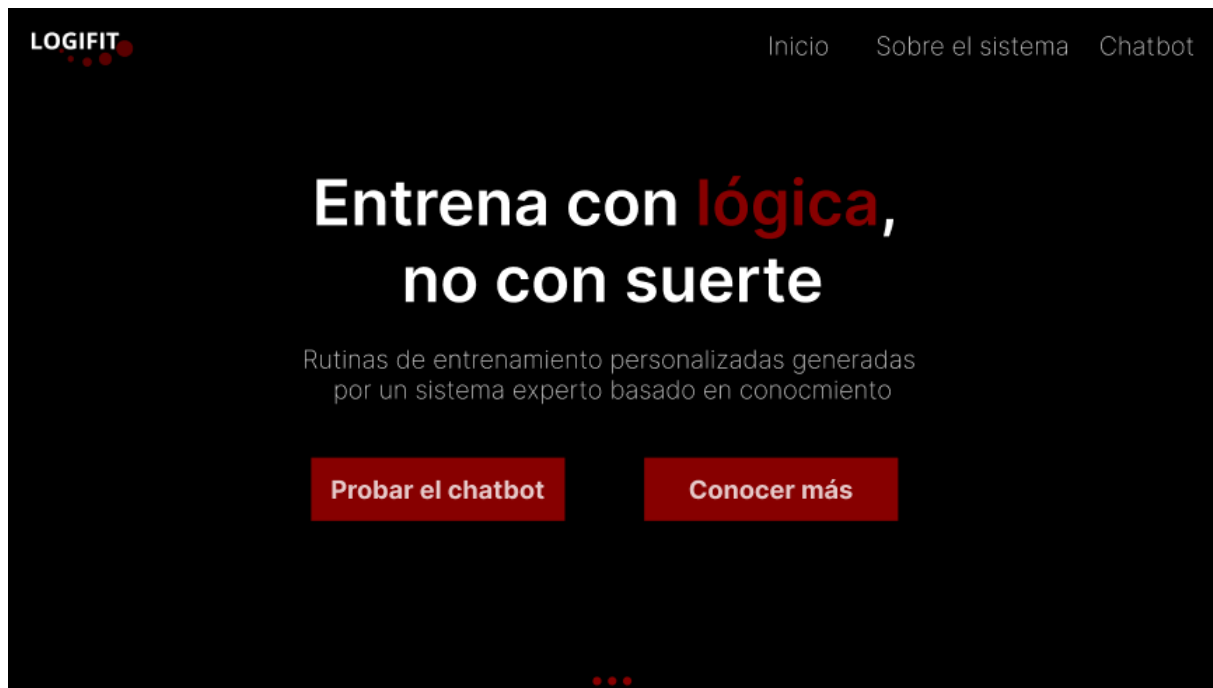 LOGIFIT
Inicio Sobre el sistema Chatbot
Entrena con lógica,
no con suerte
Rutinas de entrenamiento personalizadas generadas
por un sistema experto basado en conocmiento
Probar el chatbot Conocer más